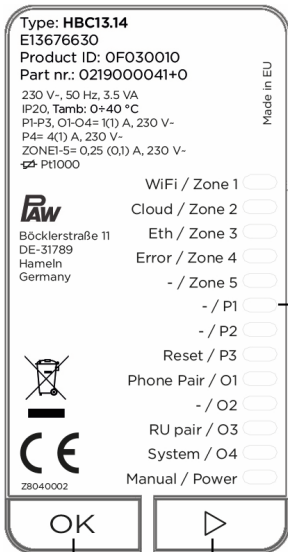 Type: HBC13.14
E13676630
Product ID: 0F030010
Part nr.: 0219000041+0
230 V~, 50 Hz, 3.5 VA
IP20, Tamb: 0÷40 °C
P1-P3, O1-O4= 1(1) A, 230 V~
P4= 4(1) A, 230 V~
ZONE1-5= 0,25 (0,1) A, 230 V~
Pt1000
Made in EU
PAW
Böcklerstraße 11
DE-31789
Hameln
Germany
WiFi / Zone 1
Cloud / Zone 2
Eth / Zone 3
Error / Zone 4
- / Zone 5
- / P1
- / P2
Reset / P3
Phone Pair / O1
- / O2
RU pair / O3
System / O4
Manual / Power
CE
Z8040002
OK